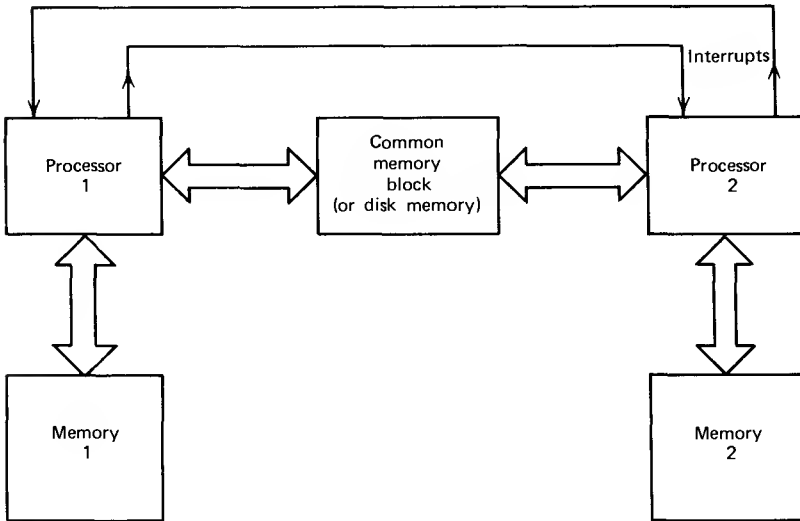 Interrupts
Processor
1
Common
memory
block
(or disk memory)
Processor
2
Memory
1
Memory
2